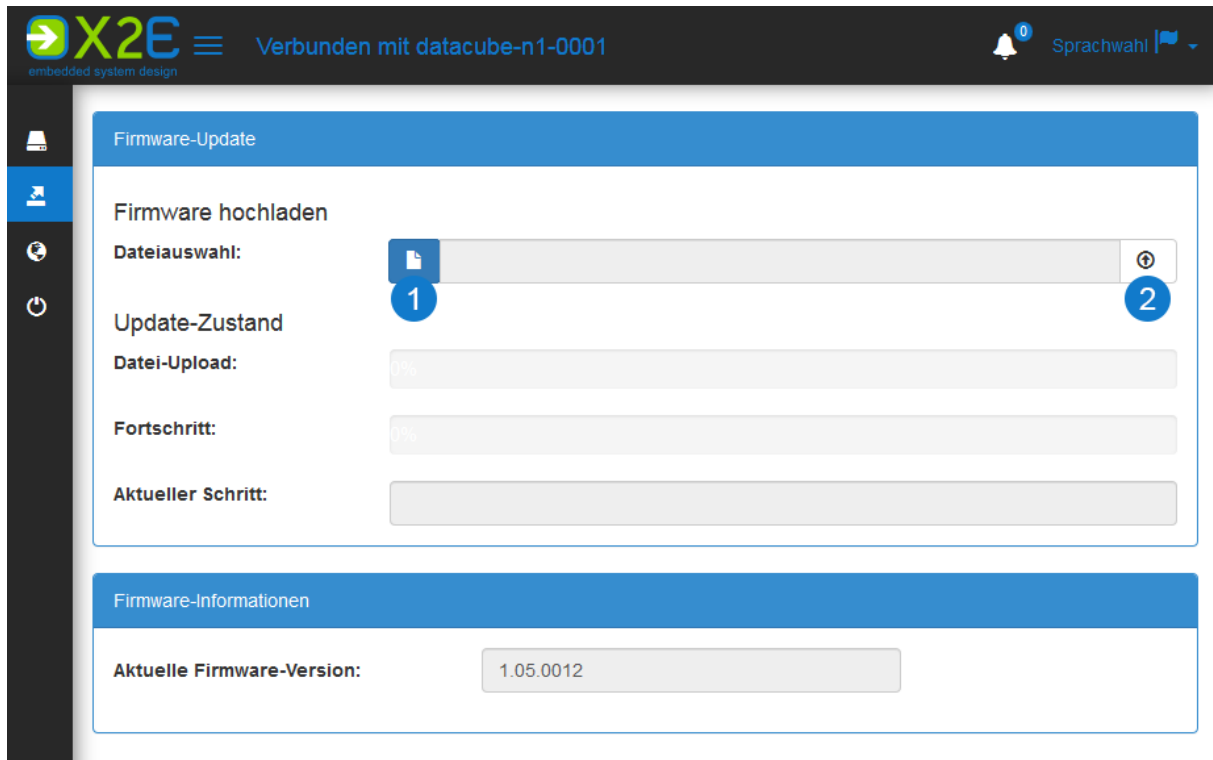 X2E
embedded system design
Verbunden mit datacube-n1-0001
0
Sprachwahl
Firmware-Update
Firmware hochladen
Dateiauswahl:
1
2
Update-Zustand
Datei-Upload:
0%
Fortschritt:
0%
Aktueller Schritt:
Firmware-Informationen
Aktuelle Firmware-Version:
1.05.0012